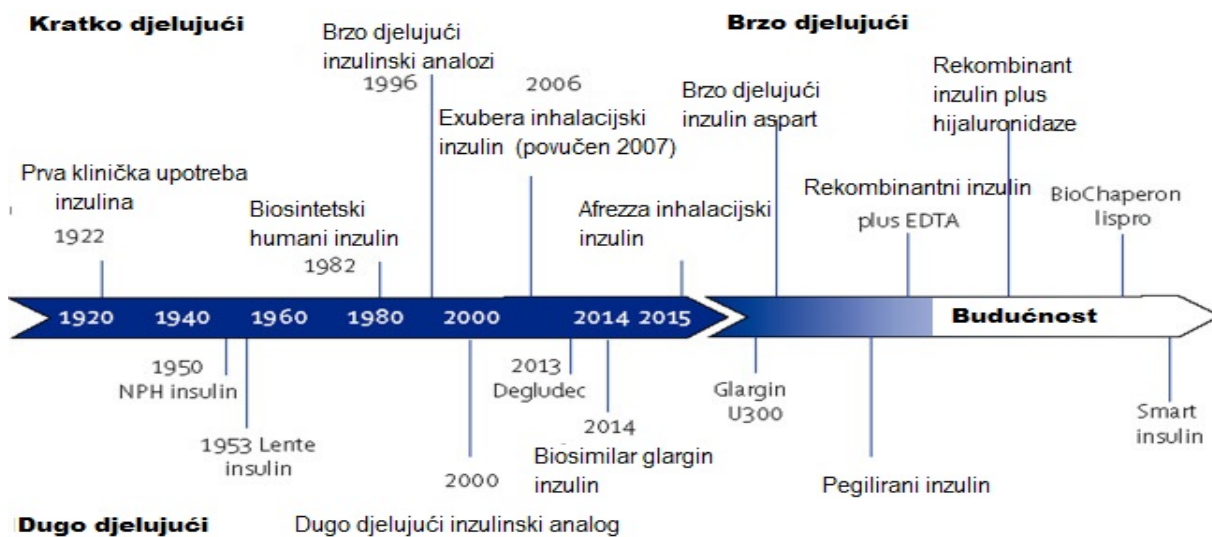 Kratko djelujući
Brzo djelujući
Brzo djelujući
inzulinski analozi
1996
2006
Exubera inhalacijski
inzulin (povučen 2007)
Brzo djelujući
inzulin aspart
Rekombinant
inzulin plus
hijaluronidaze
Prva klinička upotreba
inzulina
1922
Biosintetski
humani inzulin
1982
Afrezza inhalacijski
inzulin
Rekombinantni inzulin
plus EDTA
BioChaperon
lispro
1920 1940 1960 1980 2000 2014 2015
Budućnost
1950
NPH insulin
1953 Lente
insulin
2000
2013
Degludec
2014
Biosimilar glargin
inzulin
Glargin
U300
Pegilirani inzulin
Smart
insulin
Dugo djelujući
Dugo djelujući inzulinski analog